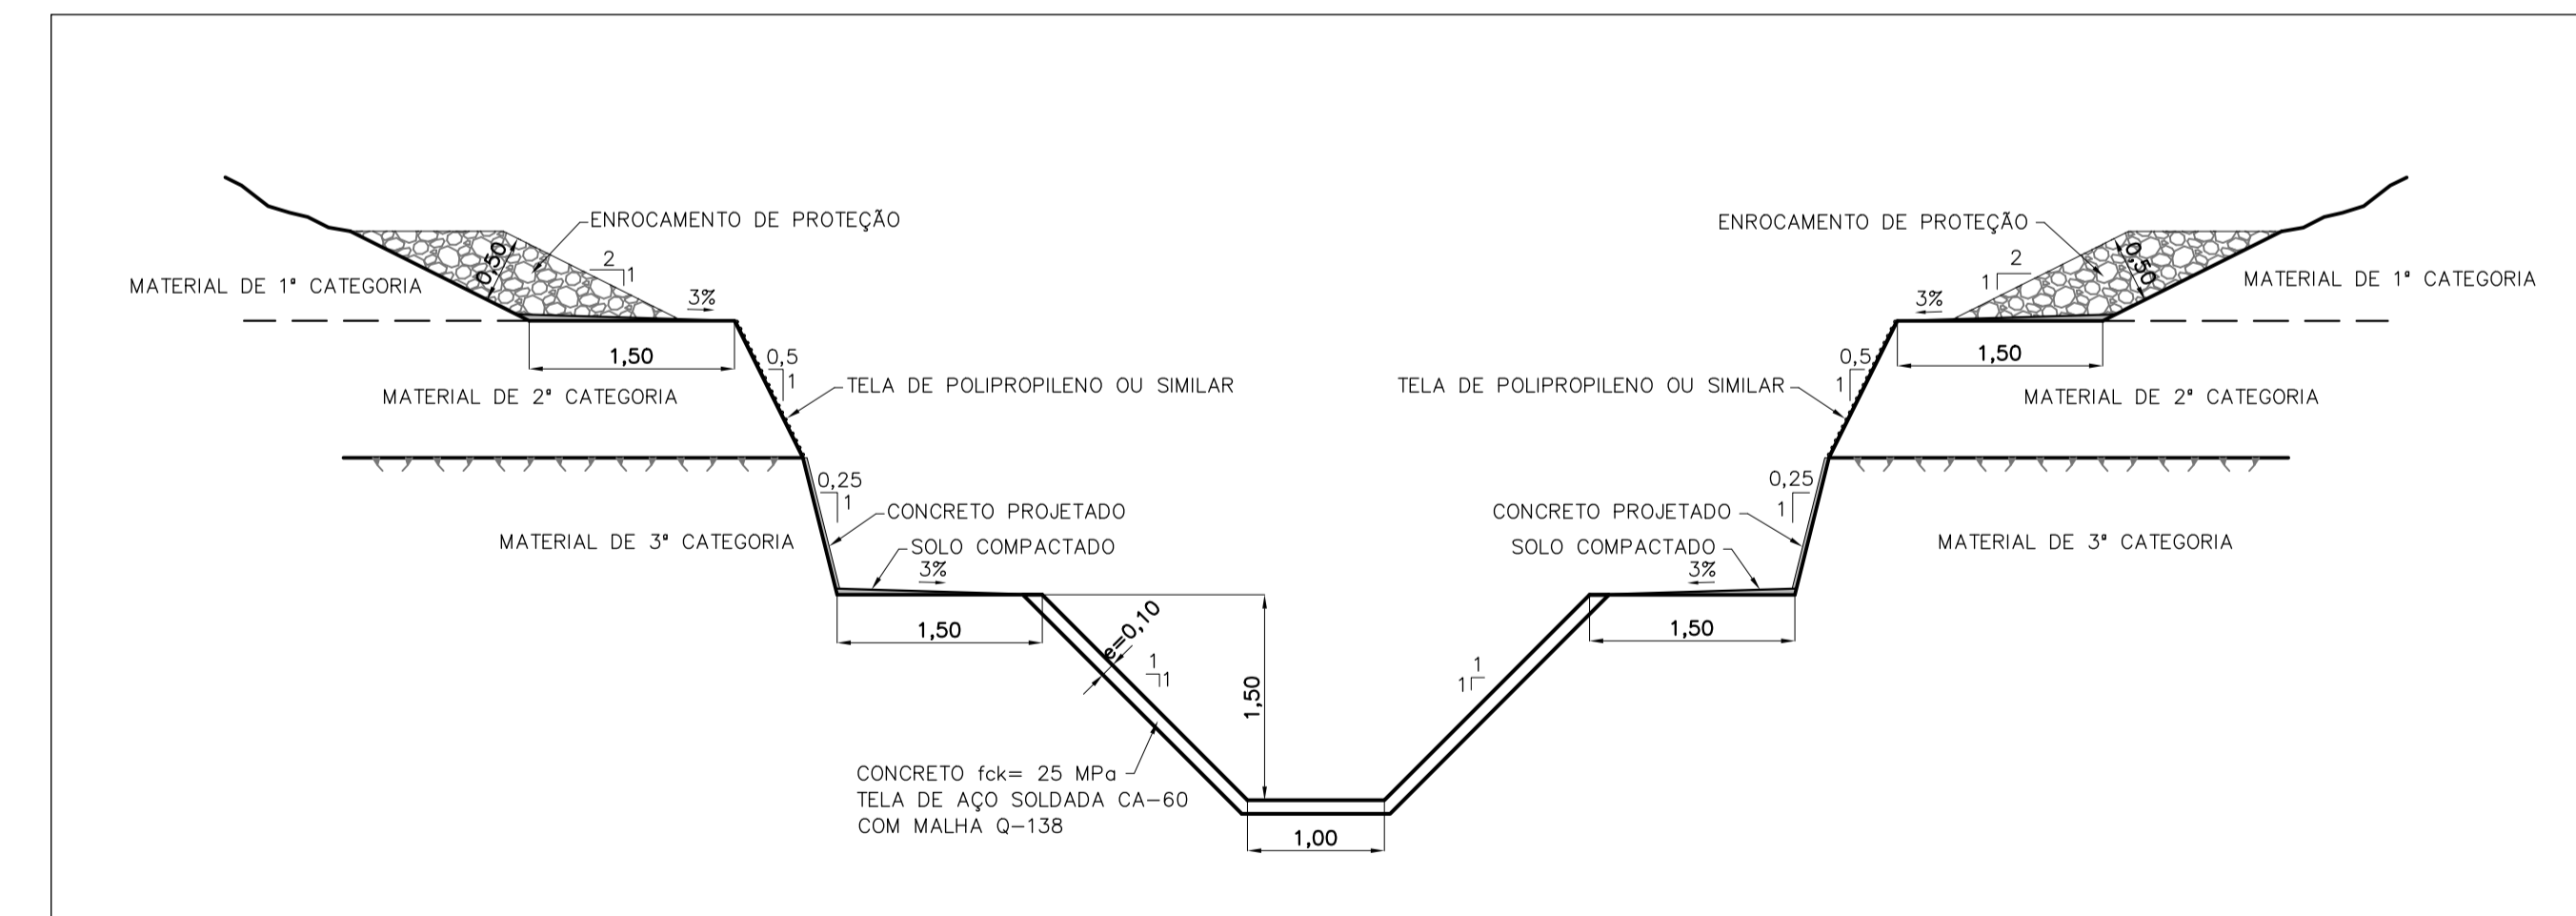 ENROCAMENTO DE PROTEÇÃO
ENROCAMENTO DE PROTEÇÃO
0,50
2
1
2
1
0,50
MATERIAL DE 1ª CATEGORIA
MATERIAL DE 1ª CATEGORIA
3%
3%
1,50
0,5
1
0,5
1
1,50
MATERIAL DE 2ª CATEGORIA
TELA DE POLIPROPILENO OU SIMILAR
TELA DE POLIPROPILENO OU SIMILAR
MATERIAL DE 2ª CATEGORIA
0,25
1
0,25
1
CONCRETO PROJETADO
CONCRETO PROJETADO
MATERIAL DE 3ª CATEGORIA
SOLO COMPACTADO
SOLO COMPACTADO
MATERIAL DE 3ª CATEGORIA
3%
3%
1,50
e=0,10
1
1
1,50
1
1
1,50
CONCRETO fck= 25 MPa
TELA DE AÇO SOLDADA CA-60
COM MALHA Q-138
1,00